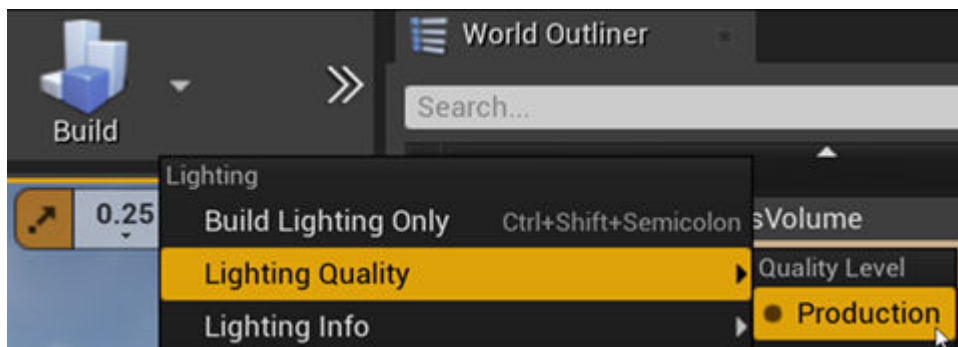 World Outliner
Search...
Build
Lighting
0.25
Build Lighting Only Ctrl+Shift+Semicolon
sVolume
Lighting Quality
Quality Level
Production
Lighting Info